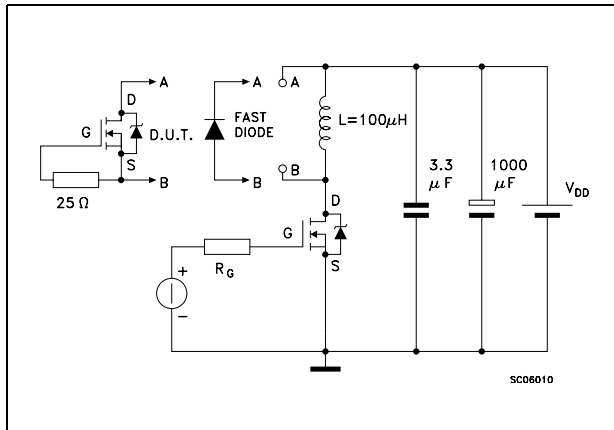 A
A
A
D
G
D.U.T.
S
B
25 Ω
FAST
DIODE
B
B
L=100μH
D
G
S
R_G
+
-
3.3
μF
1000
μF
V_DD
SC06010